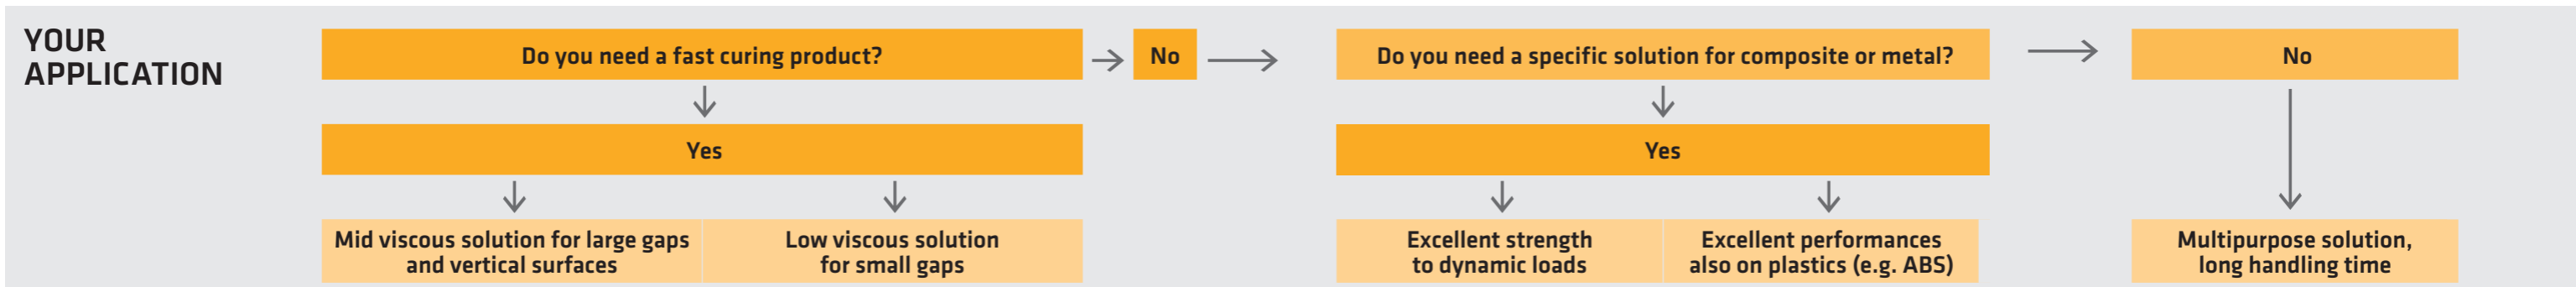 YOUR
APPLICATION
Do you need a fast curing product?
No
Do you need a specific solution for composite or metal?
No
Yes
Yes
Mid viscous solution for large gaps
and vertical surfaces
Low viscous solution
for small gaps
Excellent strength
to dynamic loads
Excellent performances
also on plastics (e.g. ABS)
Multipurpose solution,
long handling time